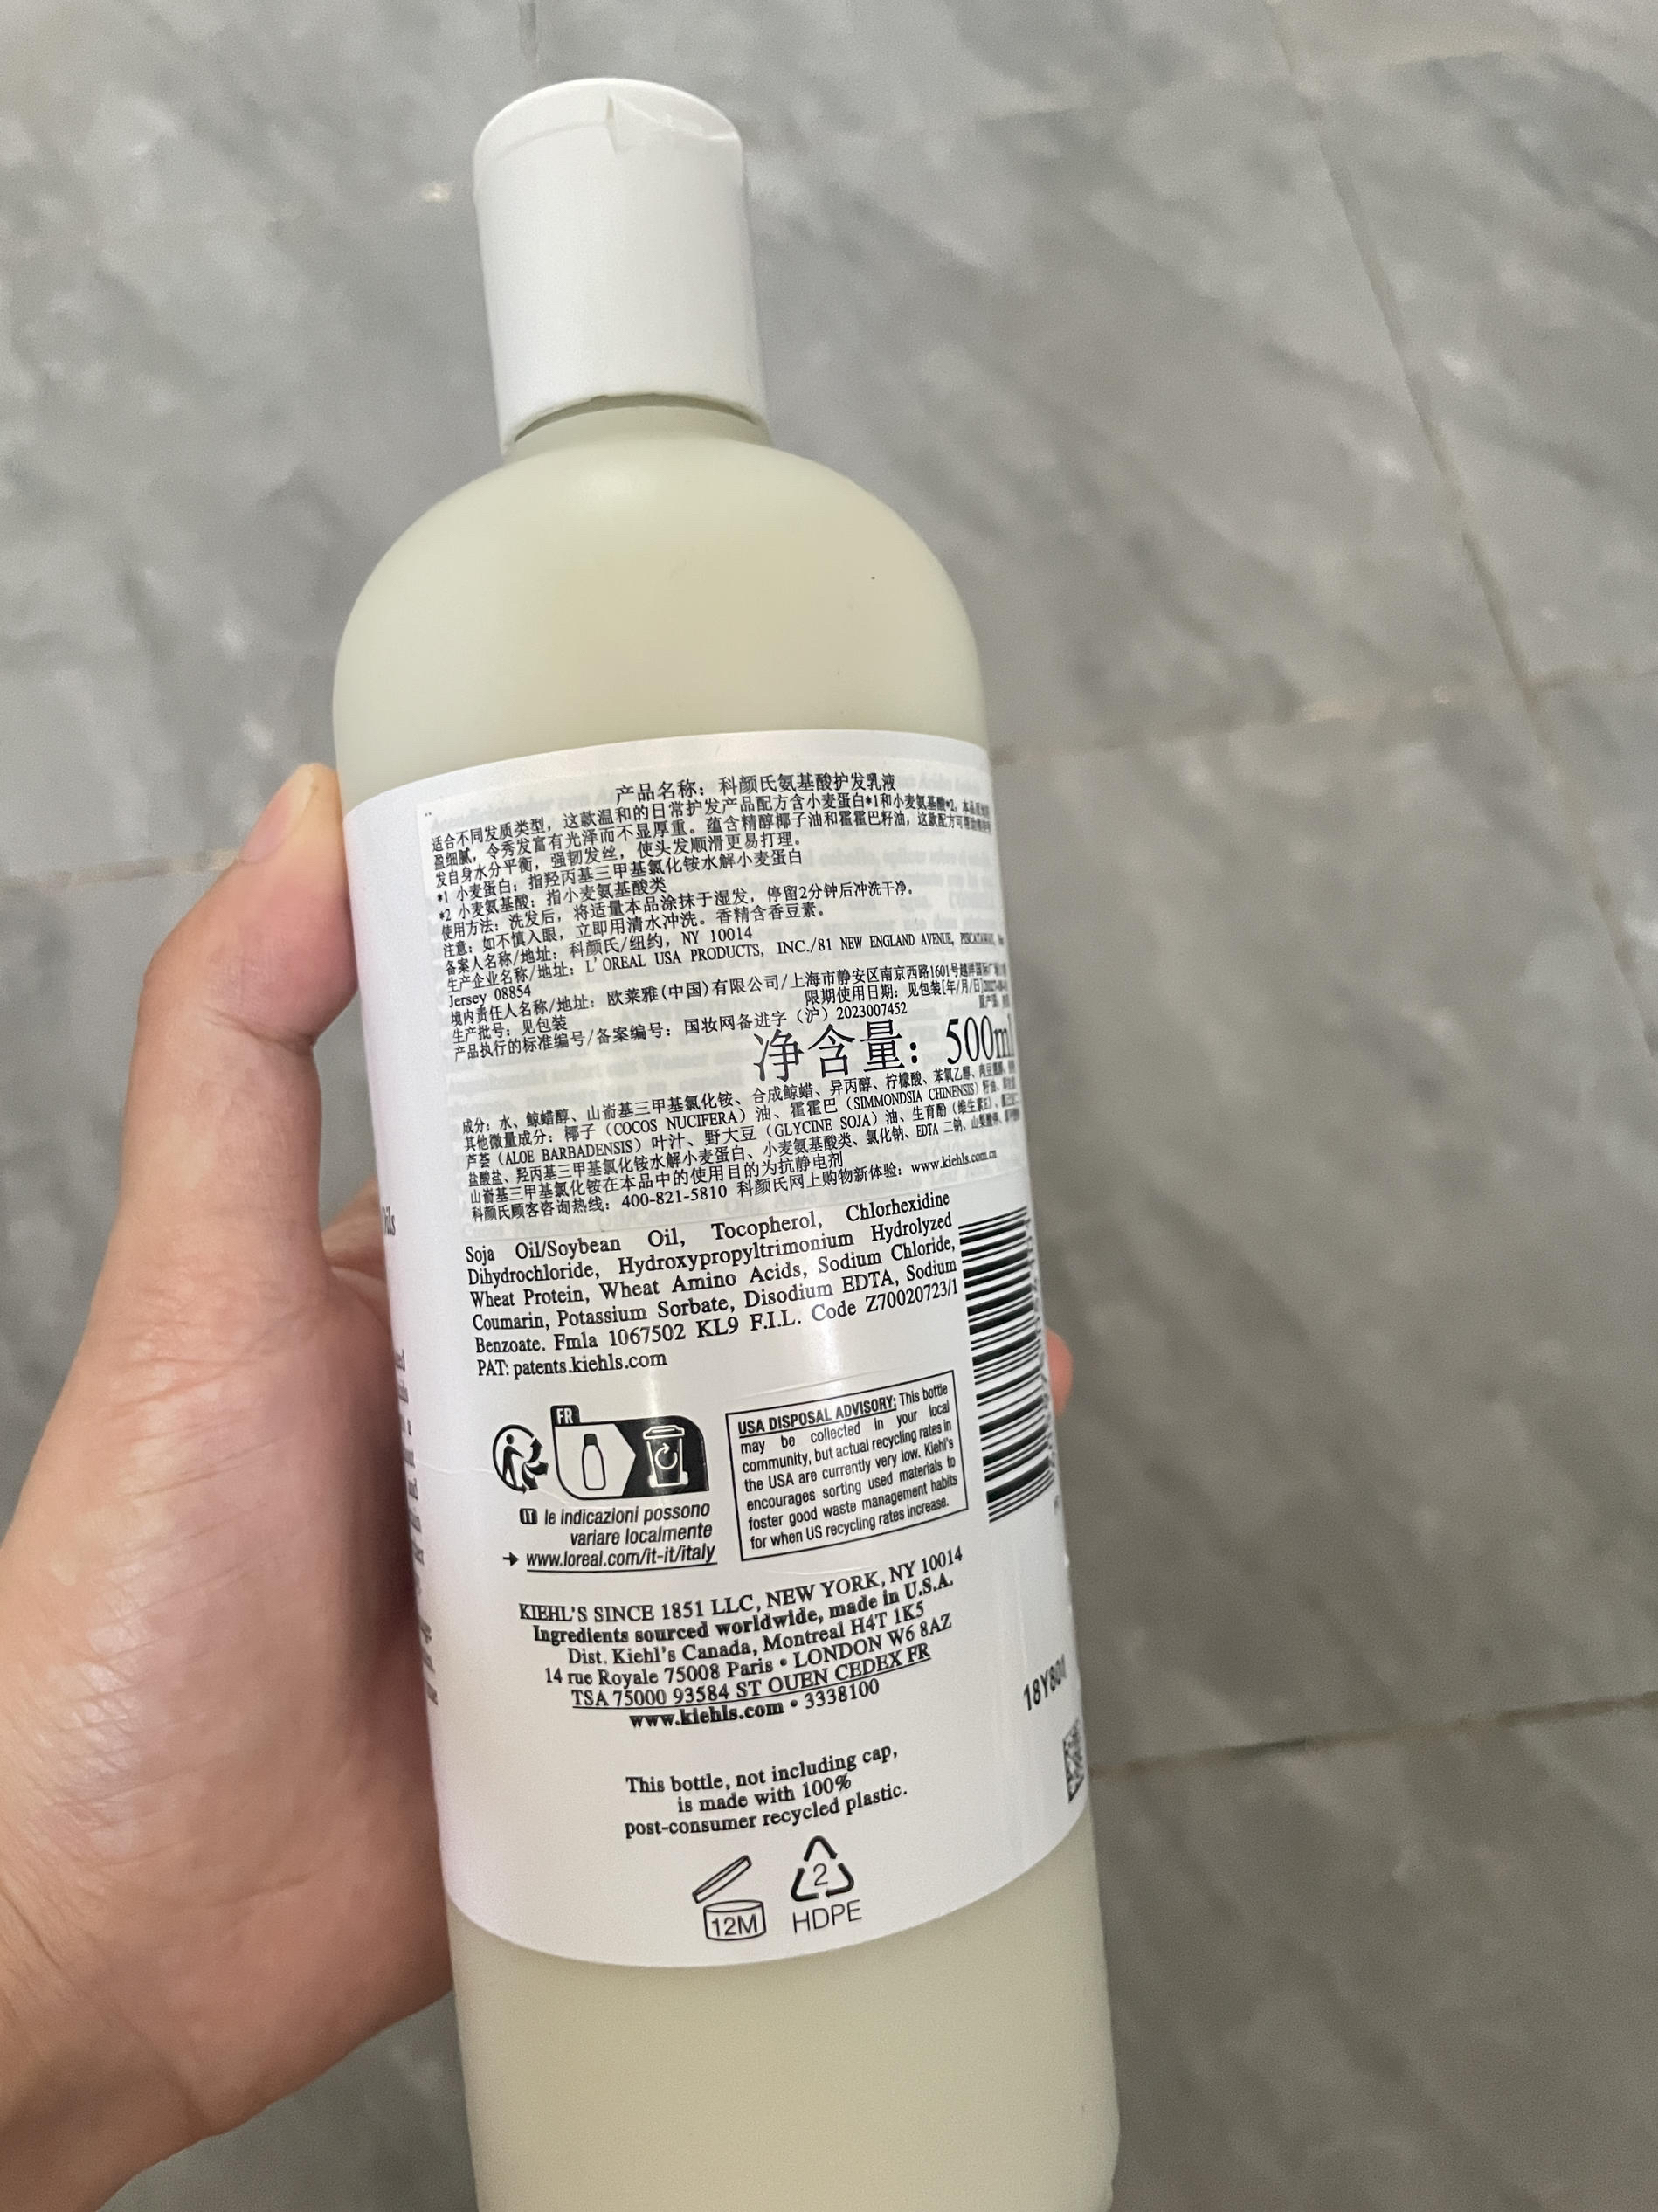 产品名称：科颜氏氨基酸护发乳液
适合不同发质类型，这款温和的日常护发产品配方含小麦蛋白*1和小麦氨基酸*2。本品
盈细腻，令秀发富有光泽而不显厚重。蕴含精醇椰子油和霍霍巴籽油，这款配方可帮助
发自身水分平衡，强韧发丝，使头发顺滑更易打理。
*1 小麦蛋白：指羟丙基三甲基氯化铵水解小麦蛋白
*2 小麦氨基酸：指小麦氨基酸类
使用方法：洗发后，将适量本品涂抹于湿发，停留2分钟后冲洗干净。
注意：如不慎入眼，立即用清水冲洗。香精含香豆素。
备案人名称/地址：科颜氏/纽约，NY 10014
生产企业名称/地址：L'OREAL USA PRODUCTS, INC./81 NEW ENGLAND AVENUE, PISCATAWAY,
Jersey 08854
境内责任人名称/地址：欧莱雅(中国)有限公司/上海市静安区南京西路1601号越洋国际广场
生产批号：见包装 限期使用日期：见包装[年/月/日]
产品执行的标准编号/备案编号：国妆网备进字（沪）2023007452
净含量：500ml
成分：水、鲸蜡醇、山嵛基三甲基氯化铵、合成鲸蜡、异丙醇、柠檬酸、苯氧乙醇、
其他微量成分：椰子（COCOS NUCIFERA）油、霍霍巴（SIMMONDSIA CHINENSIS）籽油、
芦荟（ALOE BARBADENSIS）叶汁、野大豆（GLYCINE SOJA）油、生育酚（维生素E）、
盐酸盐、羟丙基三甲基氯化铵水解小麦蛋白、小麦氨基酸类、氯化钠、EDTA 二钠、山梨酸钾、
山嵛基三甲基氯化铵在本品中的使用目的为抗静电剂
科颜氏顾客咨询热线：400-821-5810 科颜氏网上购物新体验：www.kiehls.com.cn
Soja Oil/Soybean Oil, Tocopherol, Chlorhexidine
Dihydrochloride, Hydroxypropyltrimonium Hydrolyzed
Wheat Protein, Wheat Amino Acids, Sodium Chloride,
Coumarin, Potassium Sorbate, Disodium EDTA, Sodium
Benzoate. Fmla 1067502 KL9 F.I.L. Code Z70020723/1
PAT: patents.kiehls.com
FR
IT le indicazioni possono
variare localmente
➔ www.loreal.com/it-it/italy
USA DISPOSAL ADVISORY: This bottle
may be collected in your local
community, but actual recycling rates in
the USA are currently very low. Kiehl's
encourages sorting used materials to
foster good waste management habits
for when US recycling rates increase.
KIEHL'S SINCE 1851 LLC, NEW YORK, NY 10014
Ingredients sourced worldwide, made in U.S.A.
Dist. Kiehl's Canada, Montreal H4T 1K5
14 rue Royale 75008 Paris • LONDON W6 8AZ
TSA 75000 93584 ST OUEN CEDEX FR
www.kiehls.com • 3338100
18Y801
This bottle, not including cap,
is made with 100%
post-consumer recycled plastic.
12M
2
HDPE